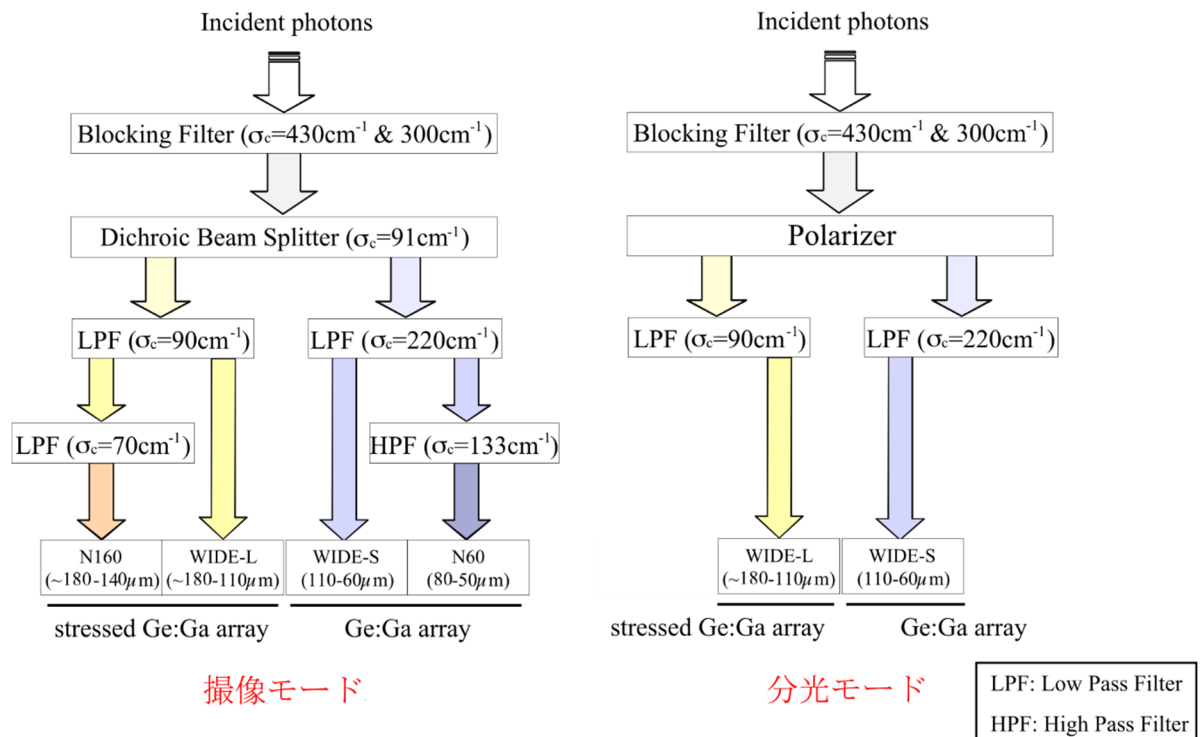 Incident photons
Blocking Filter (σc=430cm-1 & 300cm-1)
Dichroic Beam Splitter (σc=91cm-1)
LPF (σc=90cm-1)
LPF (σc=220cm-1)
LPF (σc=70cm-1)
HPF (σc=133cm-1)
N160
(~180-140μm)
WIDE-L
(~180-110μm)
WIDE-S
(110-60μm)
N60
(80-50μm)
stressed Ge:Ga array
Ge:Ga array
撮像モード
Incident photons
Blocking Filter (σc=430cm-1 & 300cm-1)
Polarizer
LPF (σc=90cm-1)
LPF (σc=220cm-1)
WIDE-L
(~180-110μm)
WIDE-S
(110-60μm)
stressed Ge:Ga array
Ge:Ga array
分光モード
LPF: Low Pass Filter
HPF: High Pass Filter